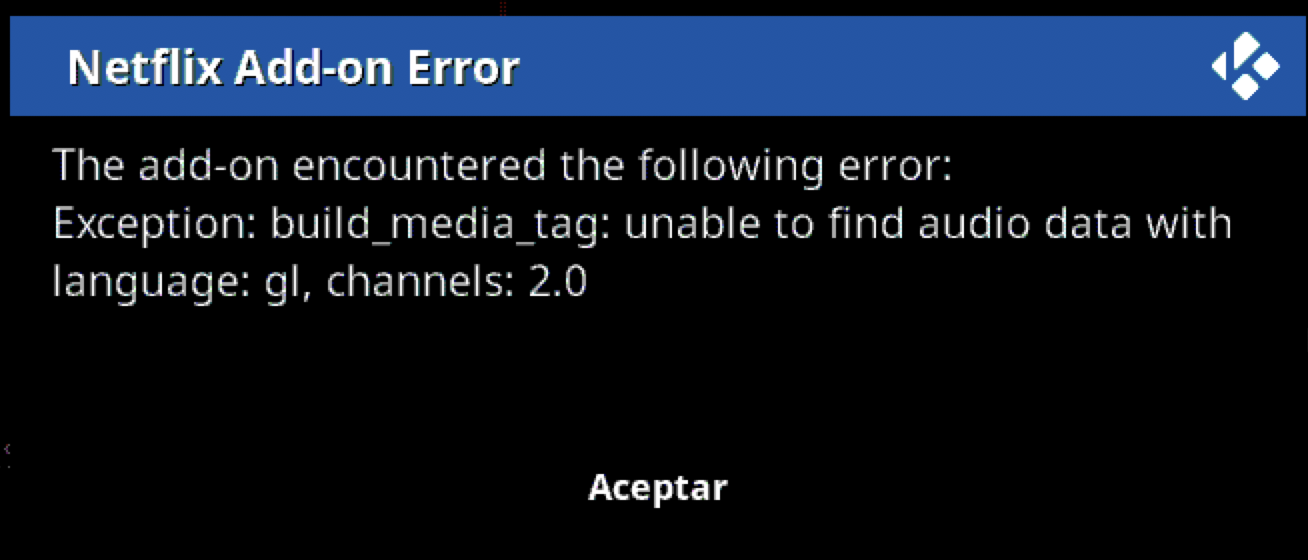 Netflix Add-on Error
The add-on encountered the following error:
Exception: build_media_tag: unable to find audio data with
language: gl, channels: 2.0
Aceptar